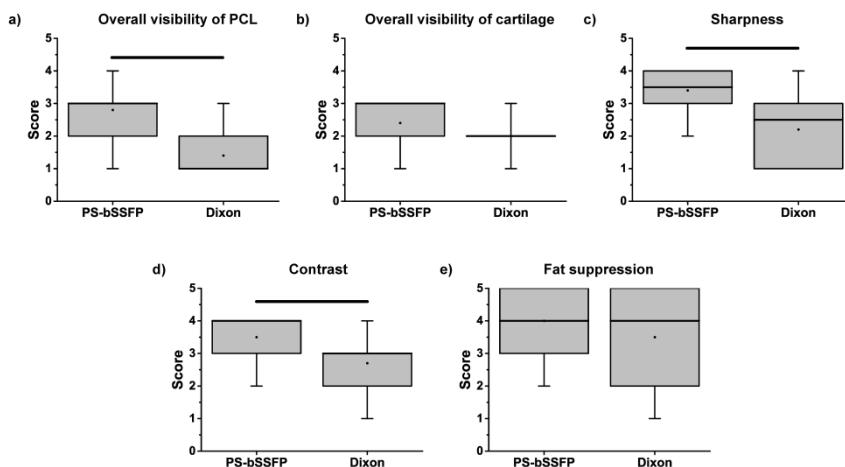 a) Overall visibility of PCL
5
4
3
2
1
0
Score
PS-bSSFP Dixon
b) Overall visibility of cartilage
5
4
3
2
1
0
Score
PS-bSSFP Dixon
c) Sharpness
5
4
3
2
1
0
Score
PS-bSSFP Dixon
d) Contrast
5
4
3
2
1
0
Score
PS-bSSFP Dixon
e) Fat suppression
5
4
3
2
1
0
Score
PS-bSSFP Dixon